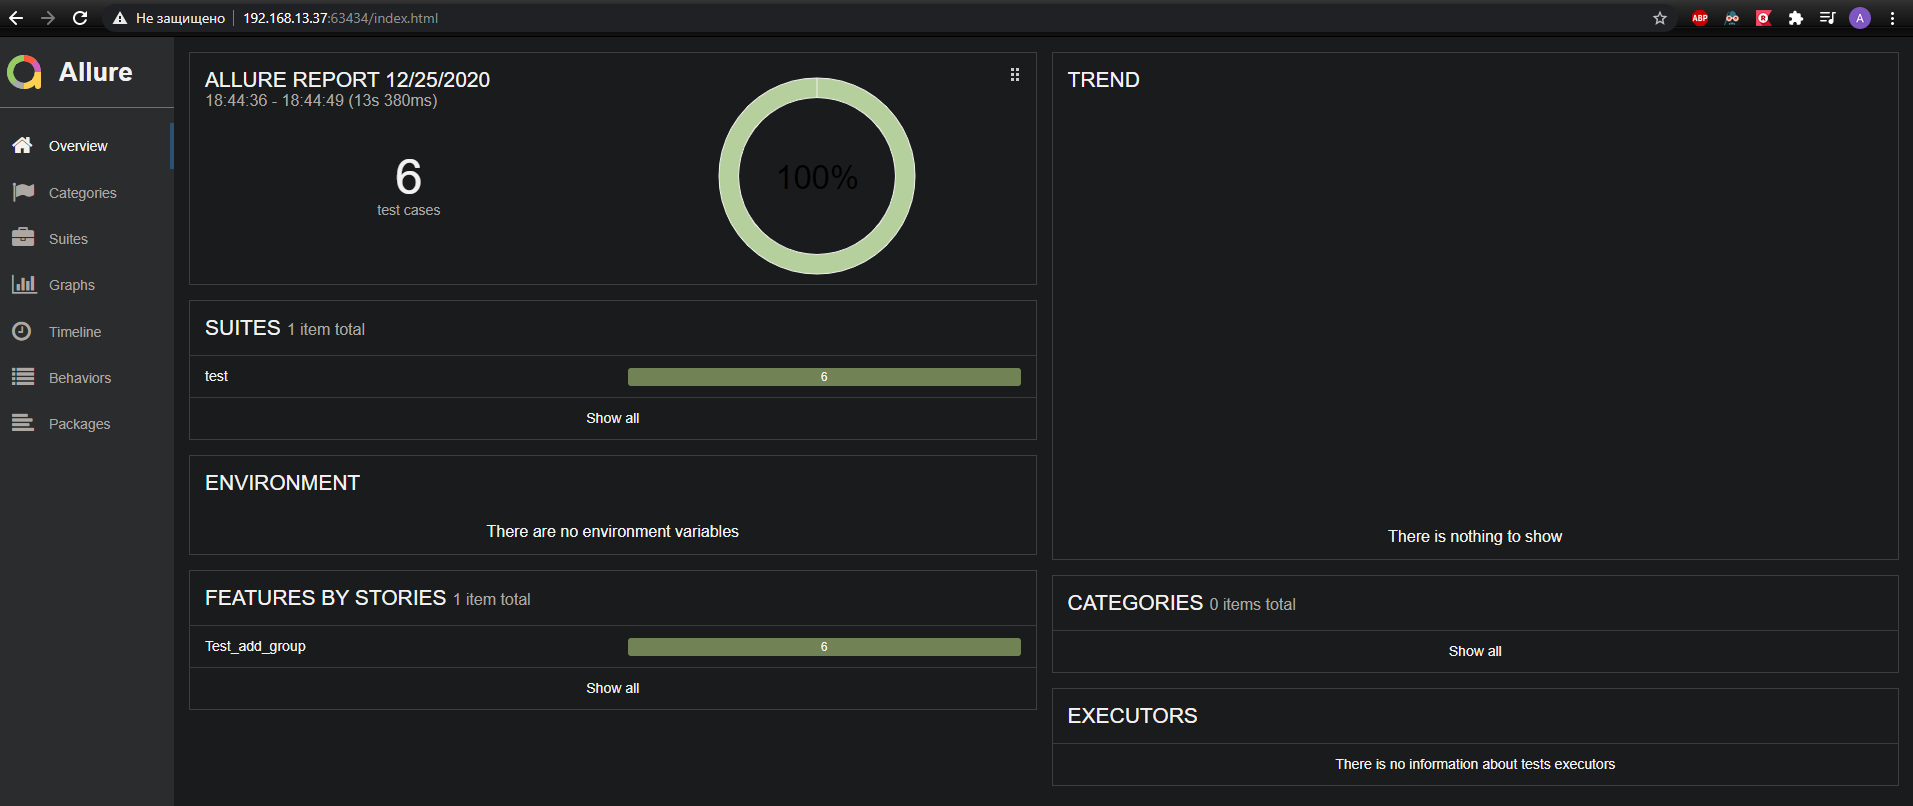 Не защищено
192.168.13.37:63434/index.html
ABP
A
Allure
Overview
Categories
Suites
Graphs
Timeline
Behaviors
Packages
ALLURE REPORT 12/25/2020
18:44:36 - 18:44:49 (13s 380ms)
6
test cases
100%
SUITES 1 item total
test 6
Show all
ENVIRONMENT
There are no environment variables
FEATURES BY STORIES 1 item total
Test_add_group 6
Show all
TREND
There is nothing to show
CATEGORIES 0 items total
Show all
EXECUTORS
There is no information about tests executors